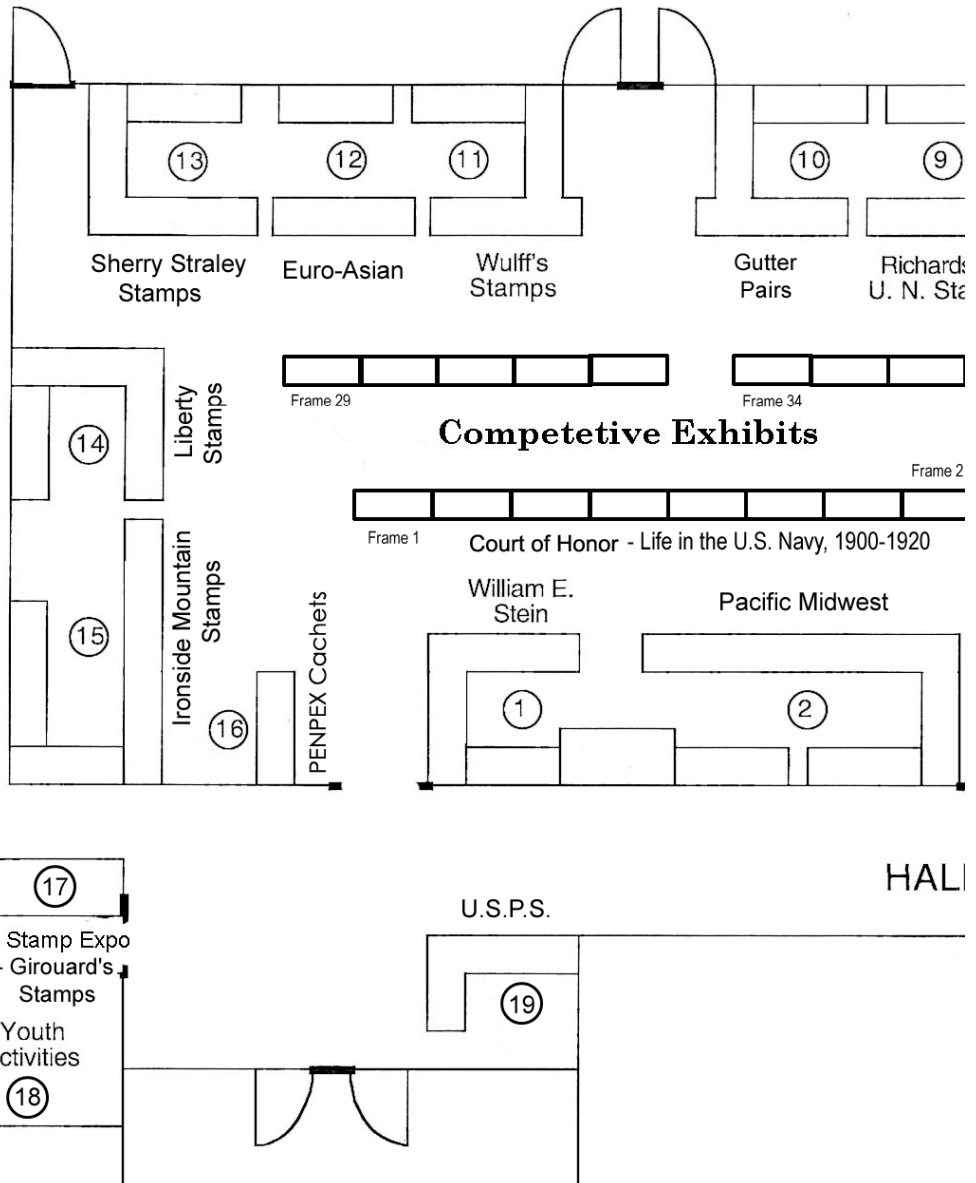 13
12
11
10
9
Sherry Straley
Stamps
Euro-Asian
Wulff's
Stamps
Gutter
Pairs
U. N.
Liberty
Stamps
14
Frame 29
Frame 34
Competetive Exhibits
Frame 2
Frame 1
Court of Honor - Life in the U.S. Navy, 1900-1920
Ironside Mountain
Stamps
15
16
PENPEX Cachets
William E.
Stein
Pacific Midwest
1
2
17
Stamp Expo
- Girouard's
Stamps
Youth
18
U.S.P.S.
19